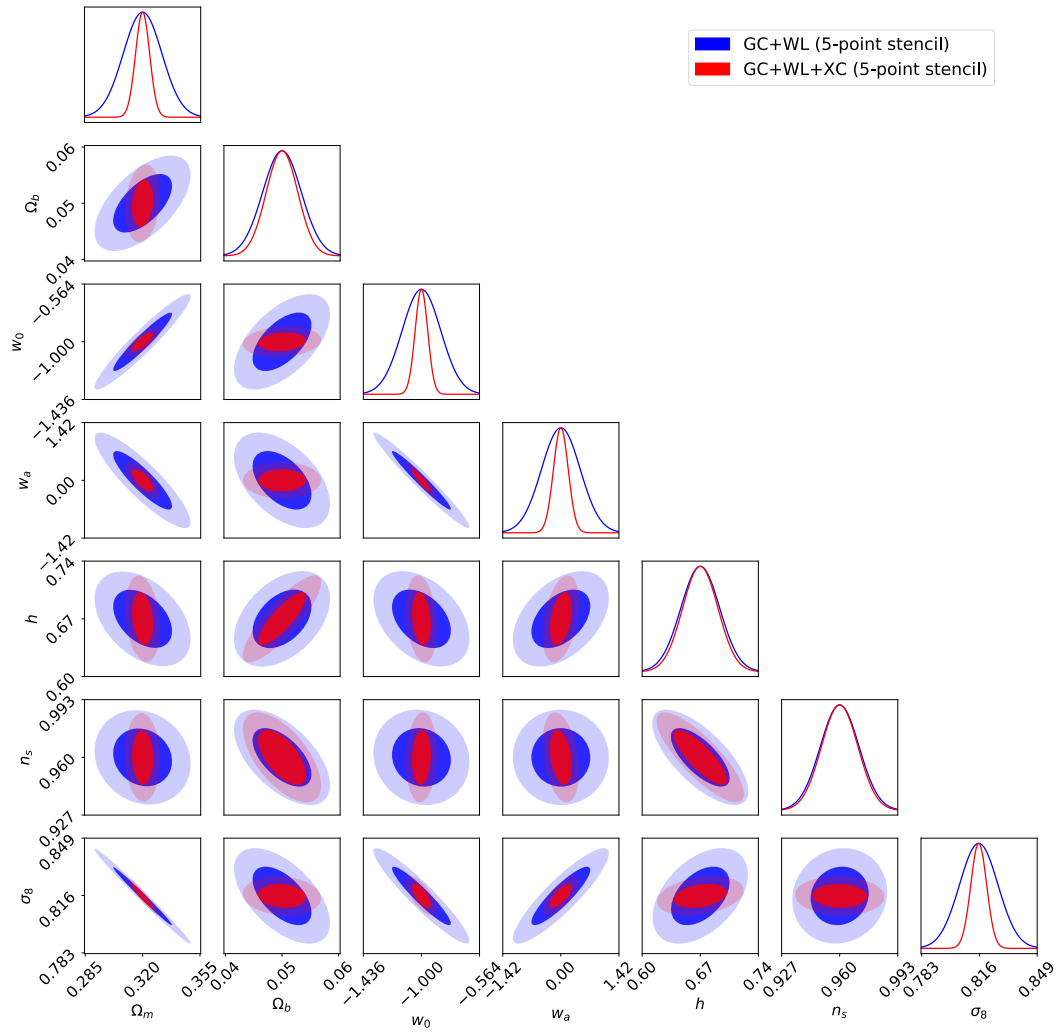 GC+WL (5-point stencil)
GC+WL+XC (5-point stencil)
0.06
0.05
0.04
Ω_b
−0.564
−1.000
−1.436
w_0
1.42
0.00
−1.42
w_a
0.74
0.67
0.60
h
0.993
0.960
0.927
n_s
0.849
0.816
0.783
σ_8
0.285 0.320 0.355 0.04 0.05 0.06 −1.436 −1.000 −0.564 −1.42 0.00 1.42 0.60 0.67 0.74 0.927 0.960 0.993 0.783 0.816 0.849
Ω_m Ω_b w_0 w_a h n_s σ_8